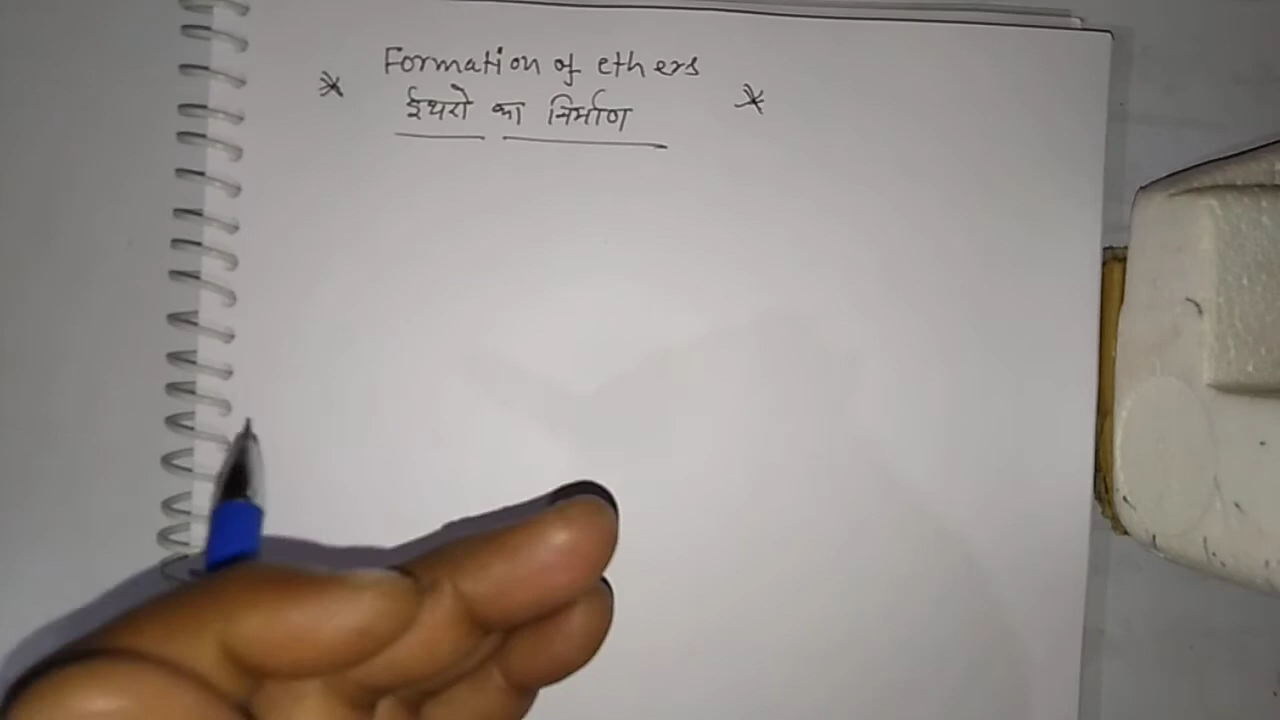 * Formation of ethers *
ईथरो का निर्माण